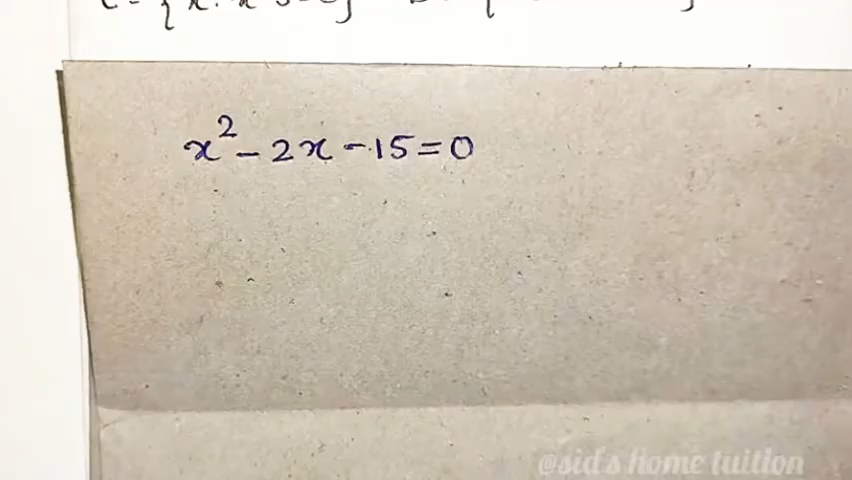 x² - 2x - 15 = 0
@sid's home tuition